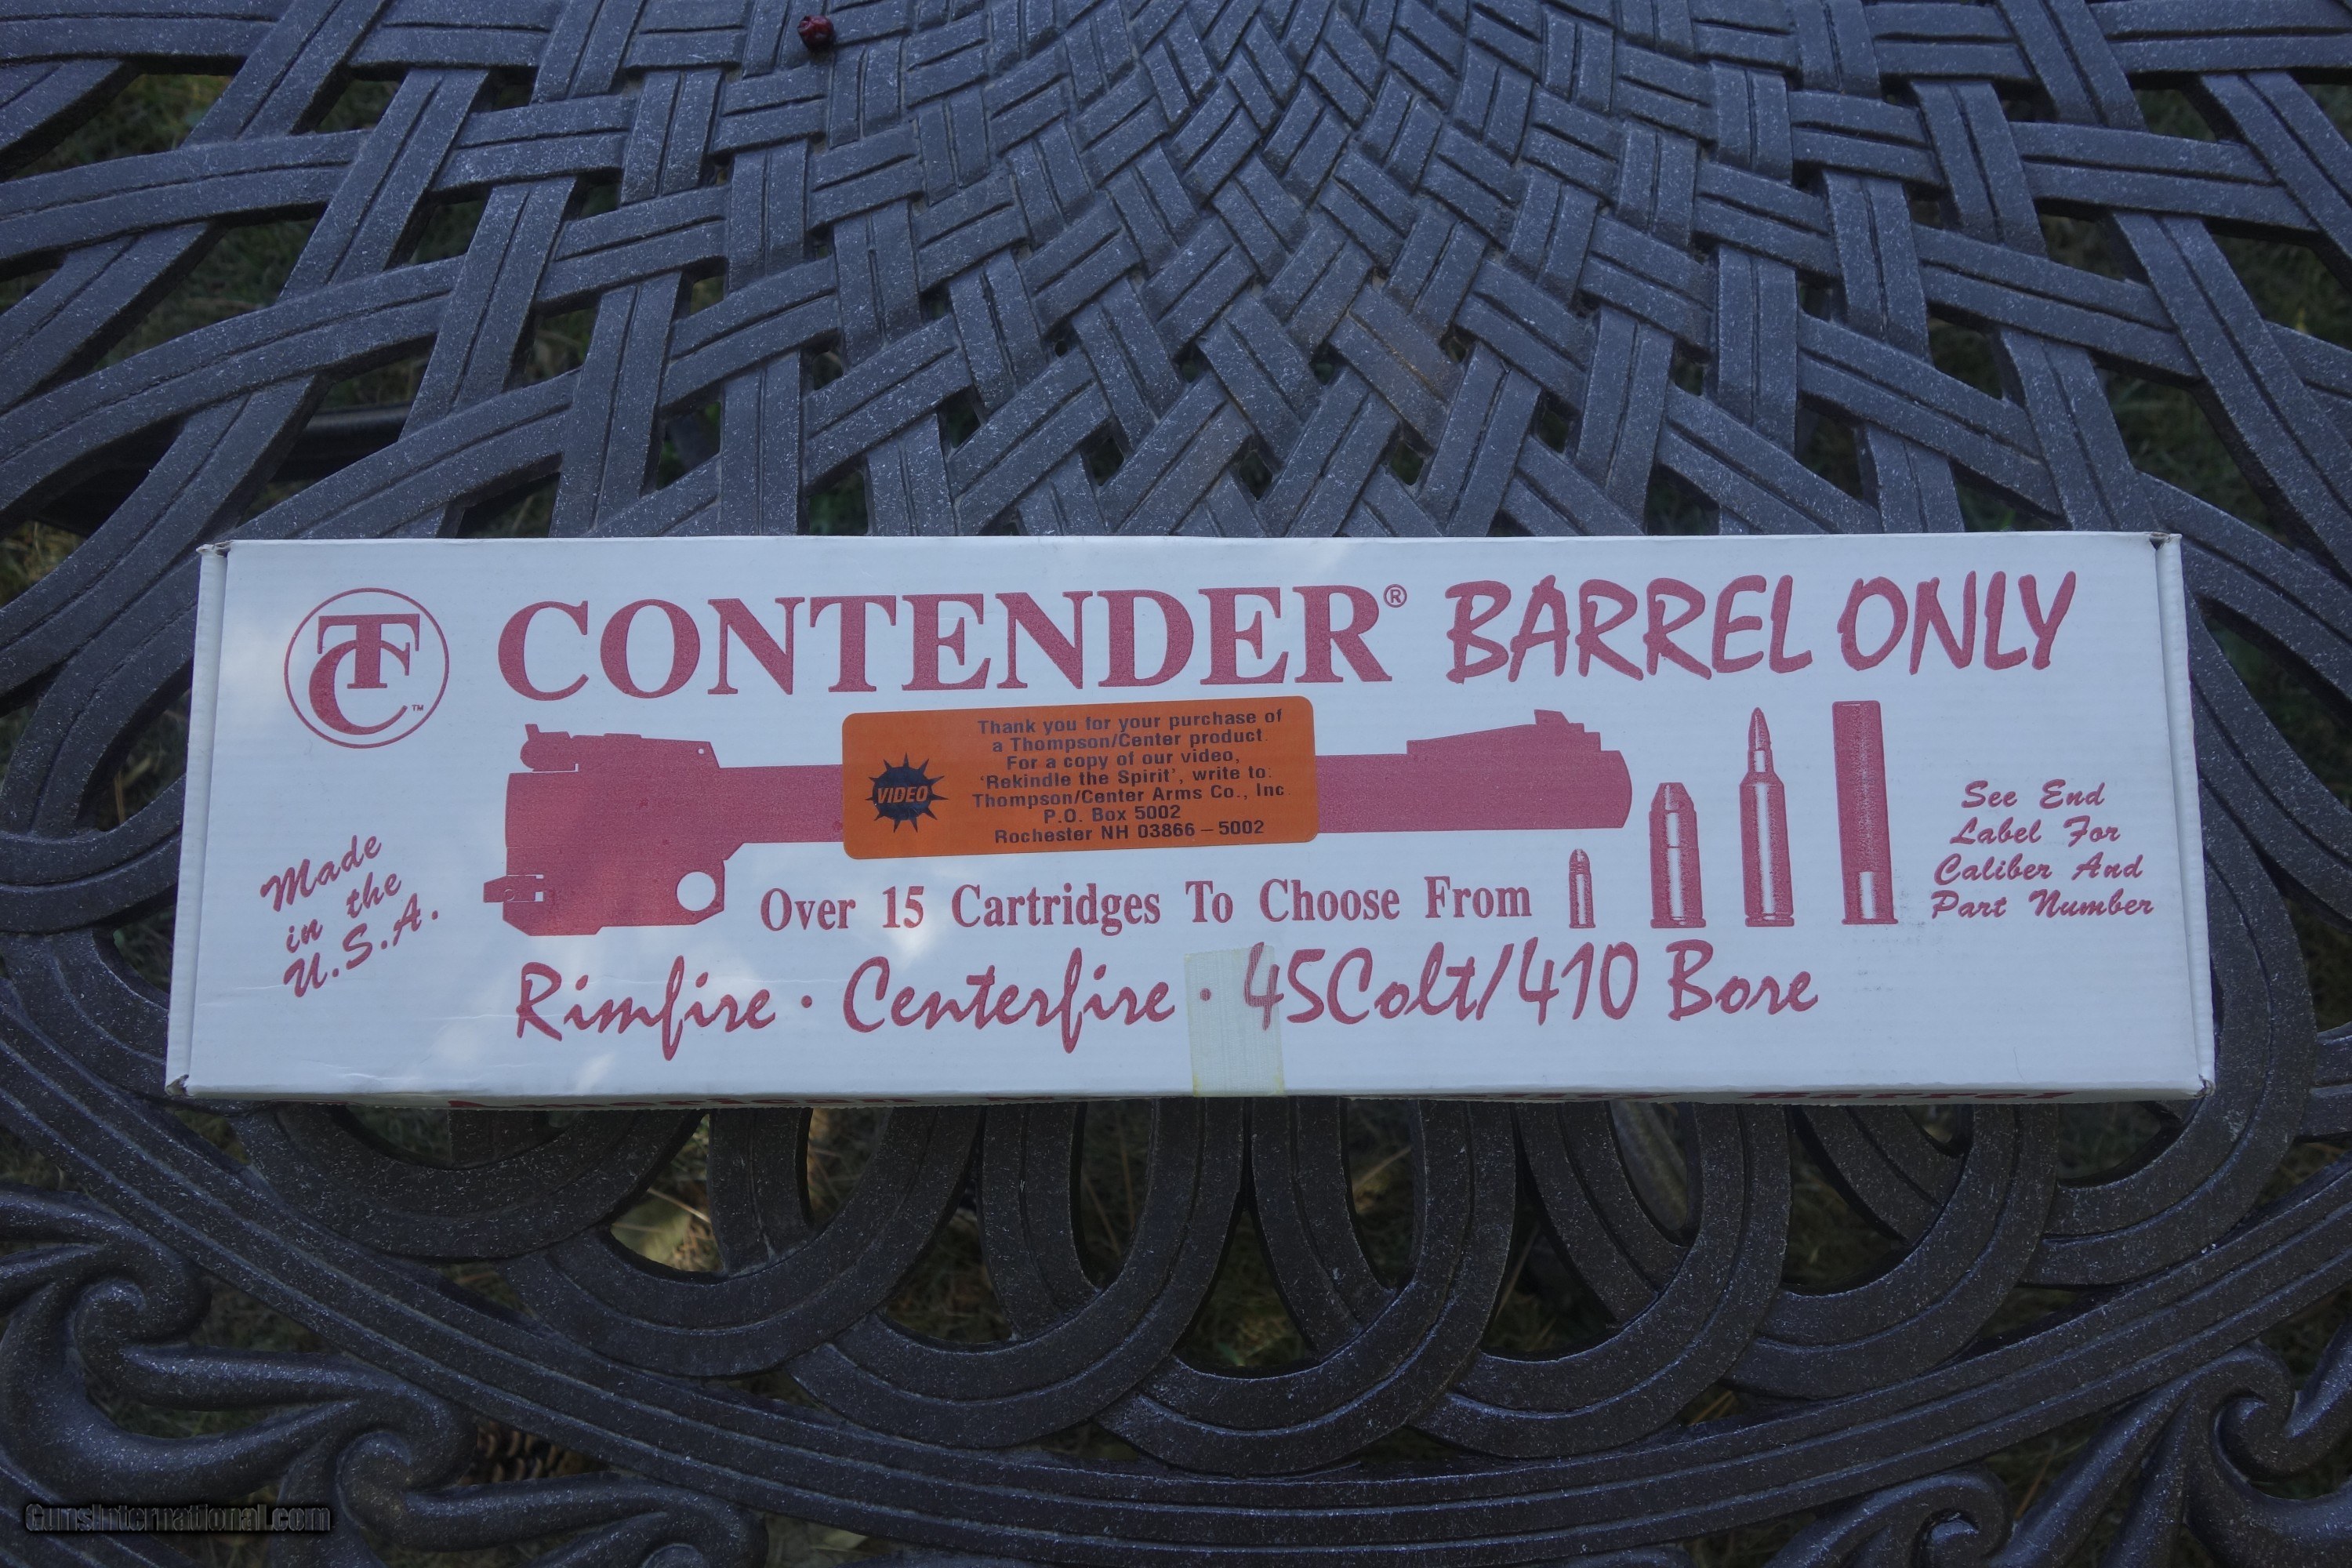 TC
™
CONTENDER® BARREL ONLY
Thank you for your purchase of
a Thompson/Center product.
For a copy of our video,
'Rekindle the Spirit', write to:
Thompson/Center Arms Co., Inc.
P.O. Box 5002
Rochester NH 03866 – 5002
VIDEO
Made
in the
U.S.A.
Over 15 Cartridges To Choose From
See End
Label For
Caliber And
Part Number
Rimfire · Centerfire · 45Colt/410 Bore
American
Barrel
GunsInternational.com